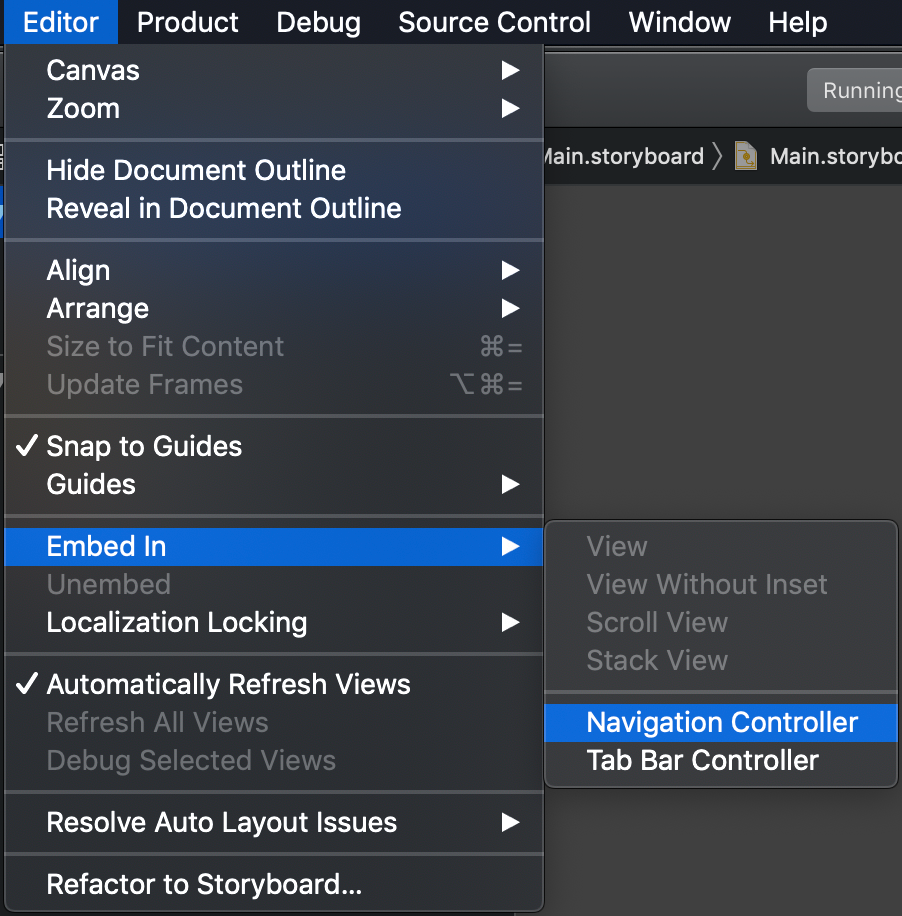 Editor Product Debug Source Control Window Help
Canvas
Zoom
Running
Main.storyboard
Hide Document Outline
Reveal in Document Outline
Align
Arrange
Size to Fit Content ⌘=
Update Frames ⌥⌘=
✓ Snap to Guides
Guides
Embed In
Unembed
Localization Locking
View
View Without Inset
Scroll View
Stack View
Navigation Controller
Tab Bar Controller
✓ Automatically Refresh Views
Refresh All Views
Debug Selected Views
Resolve Auto Layout Issues
Refactor to Storyboard...